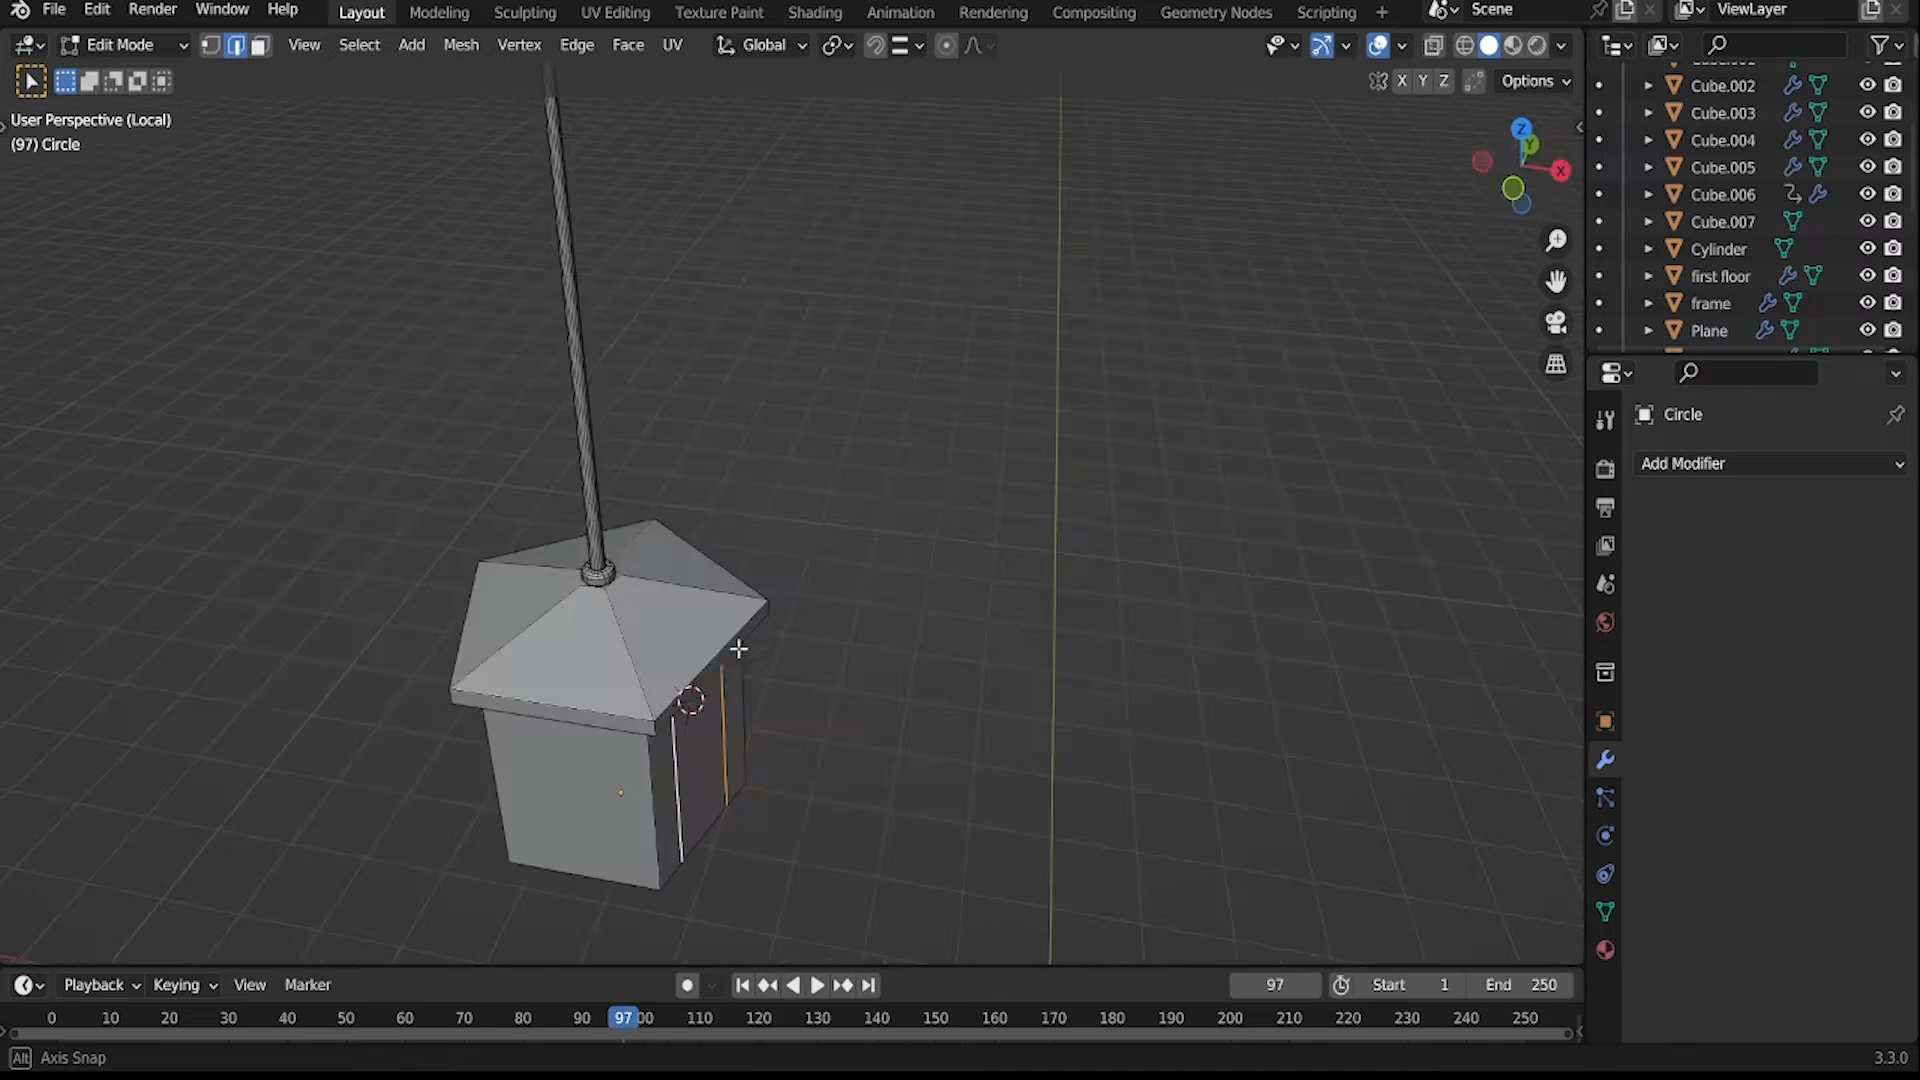 File Edit Render Window Help Layout Modeling Sculpting UV Editing Texture Paint Shading Animation Rendering Compositing Geometry Nodes Scripting + Scene ViewLayer
Edit Mode View Select Add Mesh Vertex Edge Face UV Global
X Y Z Options
User Perspective (Local)
(97) Circle
Z
Y
X
Cube.002
Cube.003
Cube.004
Cube.005
Cube.006
Cube.007
Cylinder
first floor
frame
Plane
Circle
Add Modifier
Playback Keying View Marker 97 Start 1 End 250
0 10 20 30 40 50 60 70 80 90 97 00 110 120 130 140 150 160 170 180 190 200 210 220 230 240 250
Alt Axis Snap 3.3.0